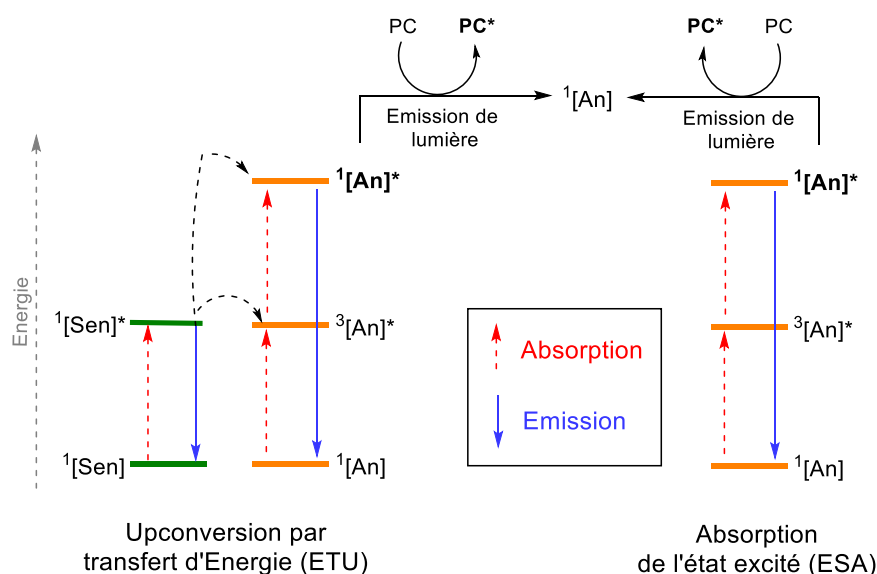 PC PC* PC* PC
¹[An]
Emission de
lumière
Emission de
lumière
Energie
¹[An]*
¹[An]*
¹[Sen]*
³[An]*
³[An]*
Absorption
Emission
¹[Sen]
¹[An]
¹[An]
Upconversion par
transfert d'Energie (ETU)
Absorption
de l'état excité (ESA)